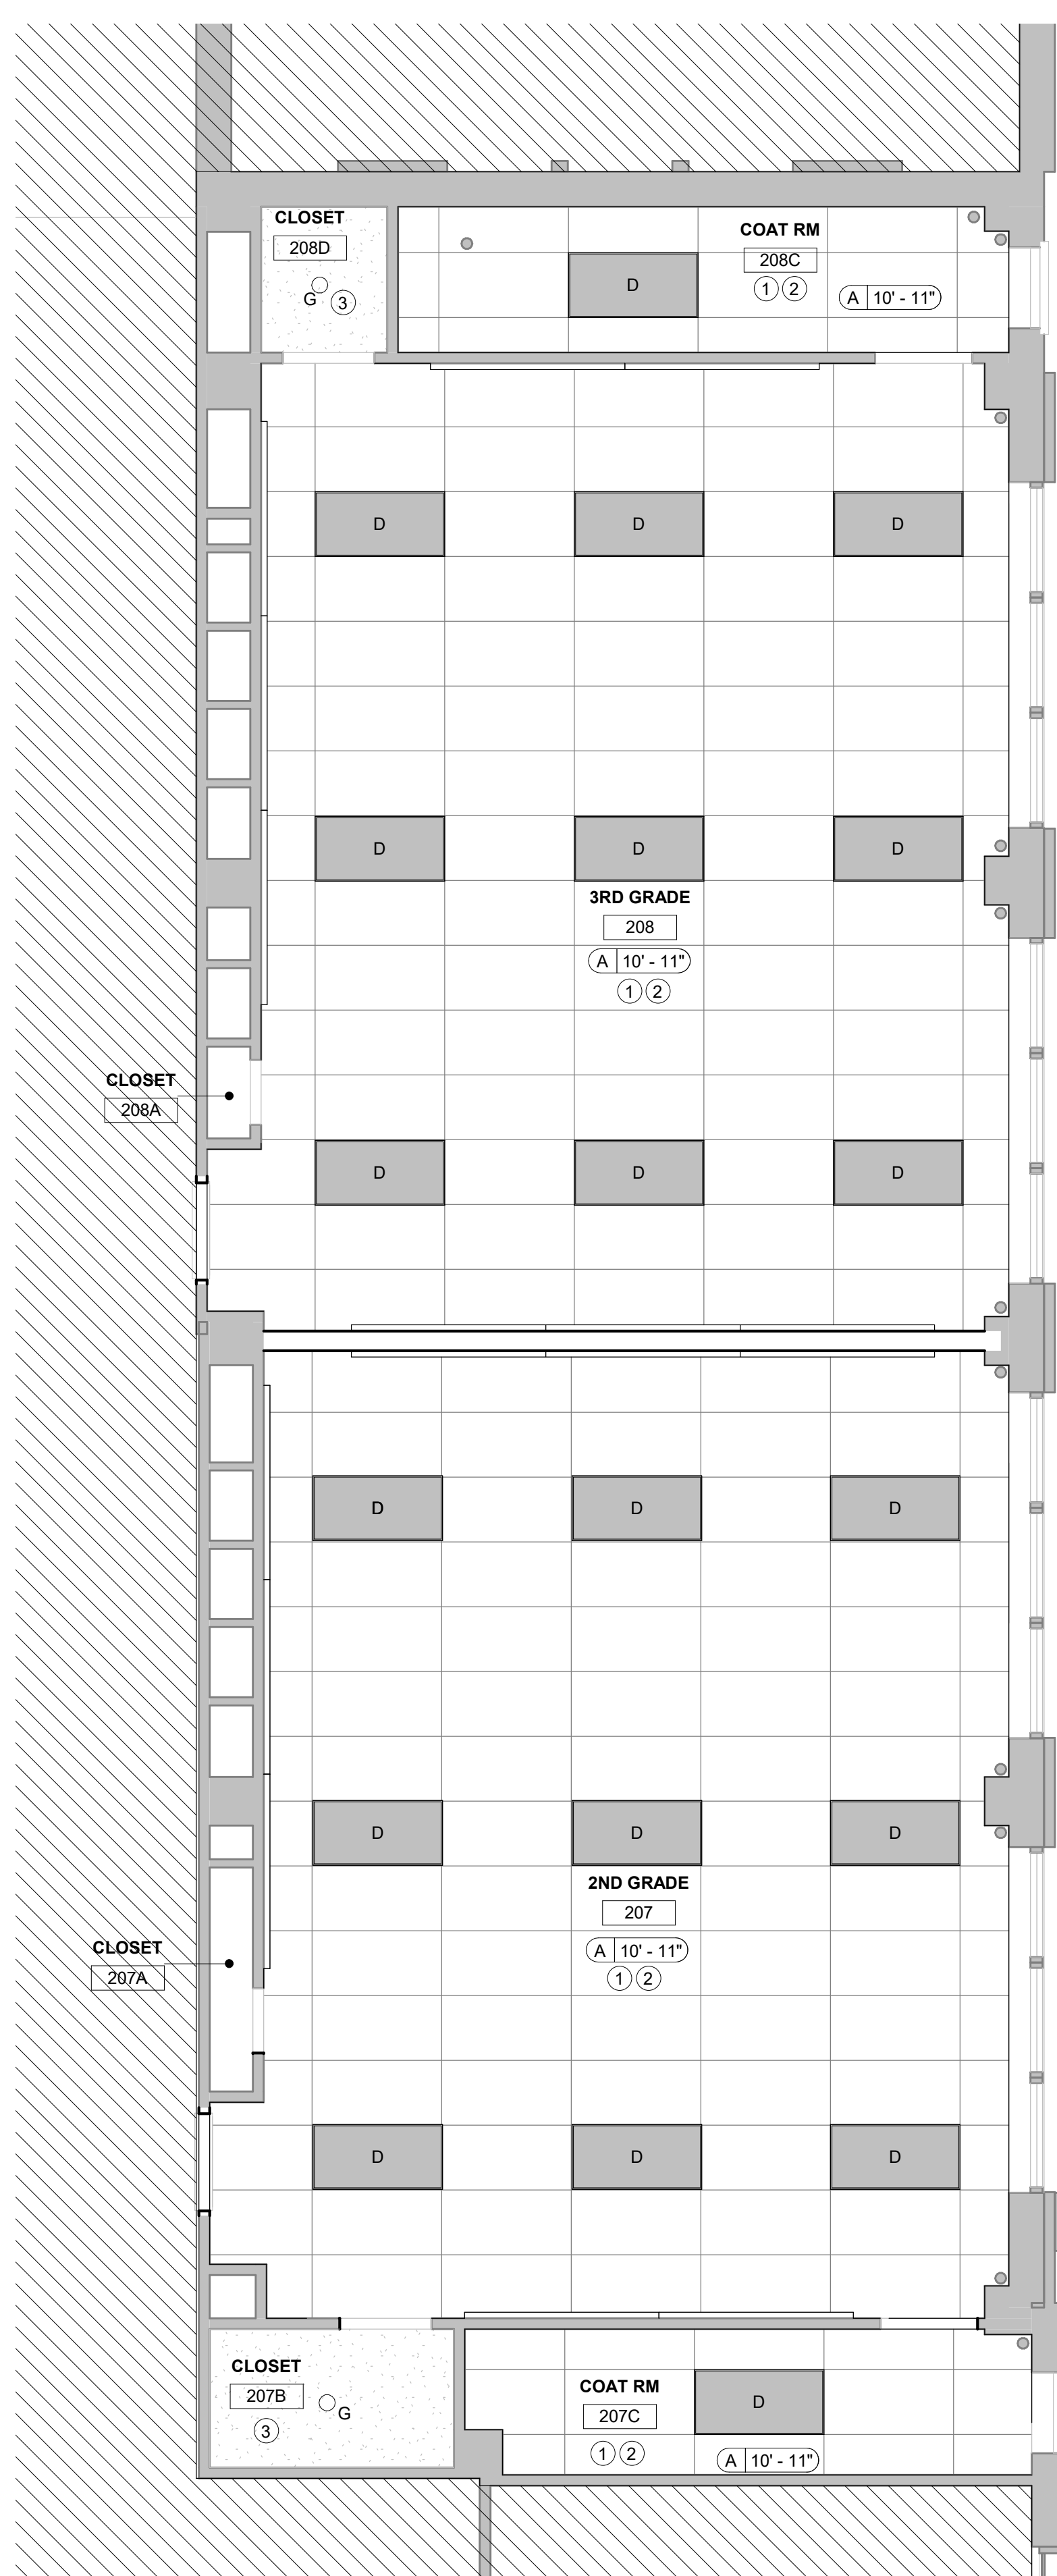 CLOSET
208D
G
3
COAT RM
208C
1 2
A 10' - 11"
D
D D D
D D D
3RD GRADE
208
A 10' - 11"
1 2
CLOSET
208A
D D D
D D D
D D D
2ND GRADE
207
A 10' - 11"
1 2
CLOSET
207A
D D D
CLOSET
207B
G
3
COAT RM
207C
1 2
D
A 10' - 11"